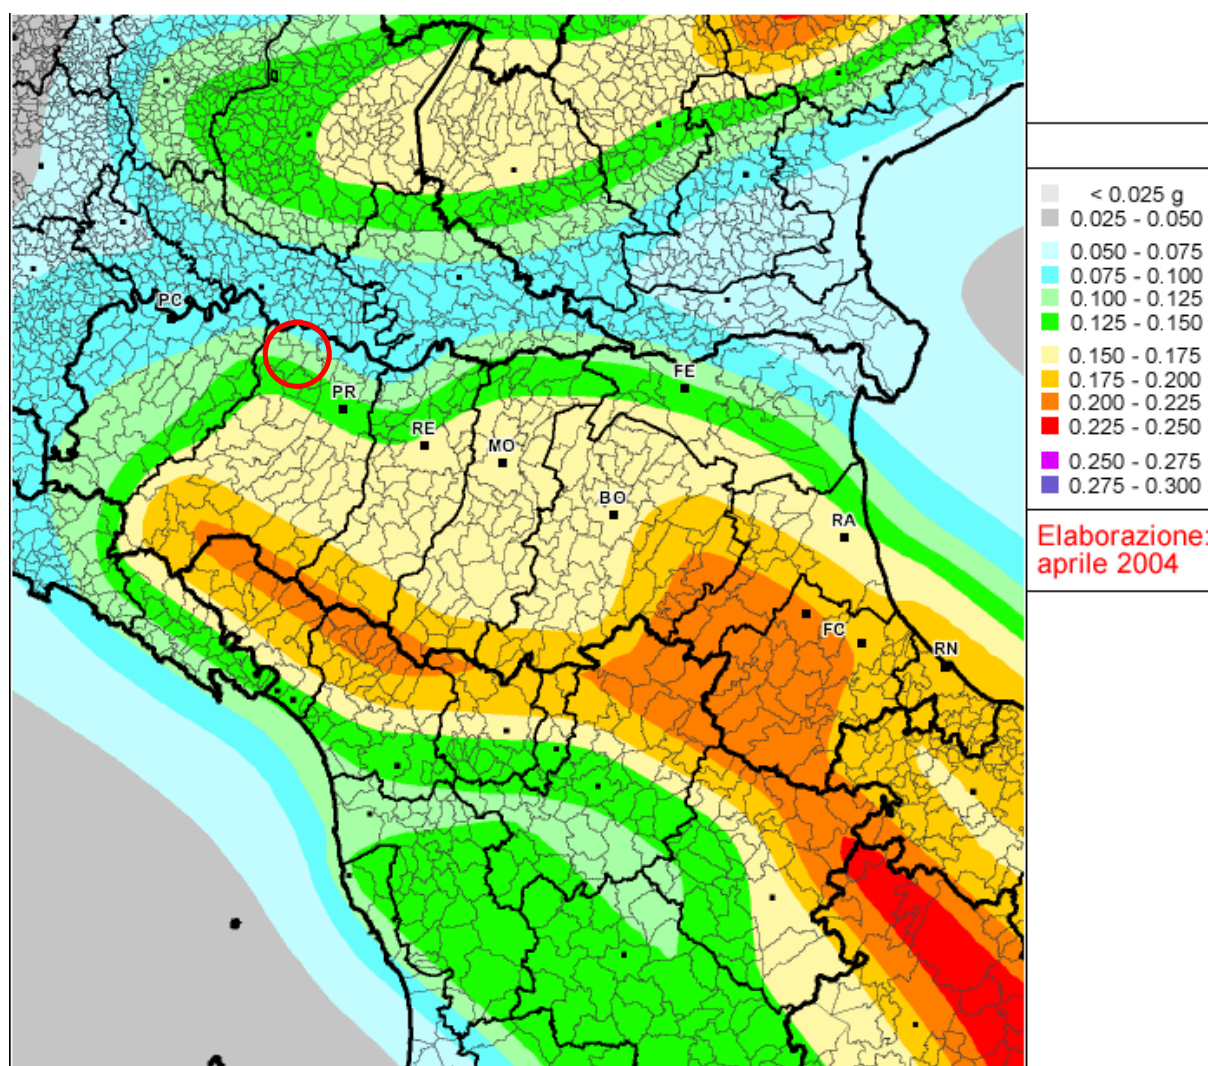 PC
PR
RE
MO
FE
BO
RA
FC
RN
< 0.025 g
0.025 - 0.050
0.050 - 0.075
0.075 - 0.100
0.100 - 0.125
0.125 - 0.150
0.150 - 0.175
0.175 - 0.200
0.200 - 0.225
0.225 - 0.250
0.250 - 0.275
0.275 - 0.300
Elaborazione:
aprile 2004